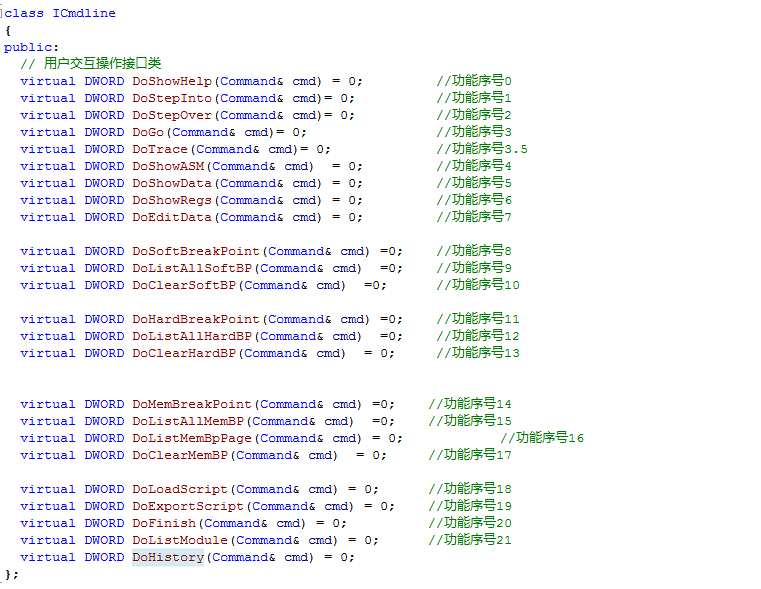 class ICmdline
{
public:
  // 用户交互操作接口类
  virtual DWORD DoShowHelp(Command& cmd) = 0;         //功能序号0
  virtual DWORD DoStepInto(Command& cmd)= 0;          //功能序号1
  virtual DWORD DoStepOver(Command& cmd)= 0;          //功能序号2
  virtual DWORD DoGo(Command& cmd)= 0;                //功能序号3
  virtual DWORD DoTrace(Command& cmd)= 0;             //功能序号3.5
  virtual DWORD DoShowASM(Command& cmd)  = 0;         //功能序号4
  virtual DWORD DoShowData(Command& cmd) = 0;         //功能序号5
  virtual DWORD DoShowRegs(Command& cmd) = 0;         //功能序号6
  virtual DWORD DoEditData(Command& cmd) = 0;         //功能序号7

  virtual DWORD DoSoftBreakPoint(Command& cmd) =0;    //功能序号8
  virtual DWORD DoListAllSoftBP(Command& cmd)  =0;    //功能序号9
  virtual DWORD DoClearSoftBP(Command& cmd)  =0;      //功能序号10

  virtual DWORD DoHardBreakPoint(Command& cmd) =0;    //功能序号11
  virtual DWORD DoListAllHardBP(Command& cmd)  =0;    //功能序号12
  virtual DWORD DoClearHardBP(Command& cmd)  = 0;     //功能序号13


  virtual DWORD DoMemBreakPoint(Command& cmd) =0;    //功能序号14
  virtual DWORD DoListAllMemBP(Command& cmd)  =0;    //功能序号15
  virtual DWORD DoListMemBpPage(Command& cmd) = 0;            //功能序号16
  virtual DWORD DoClearMemBP(Command& cmd)  = 0;     //功能序号17

  virtual DWORD DoLoadScript(Command& cmd) = 0;      //功能序号18
  virtual DWORD DoExportScript(Command& cmd) = 0;    //功能序号19
  virtual DWORD DoFinish(Command& cmd) = 0;          //功能序号20
  virtual DWORD DoListModule(Command& cmd) = 0;      //功能序号21
  virtual DWORD DoHistory(Command& cmd) = 0;
};